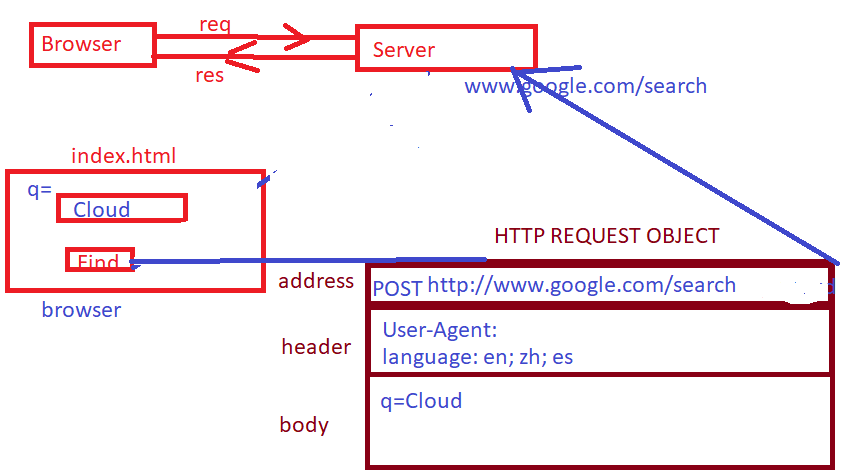 req
Browser
Server
res
www.google.com/search
index.html
q=
Cloud
Find
browser
HTTP REQUEST OBJECT
address
POST http://www.google.com/search
header
User-Agent:
language: en; zh; es
body
q=Cloud